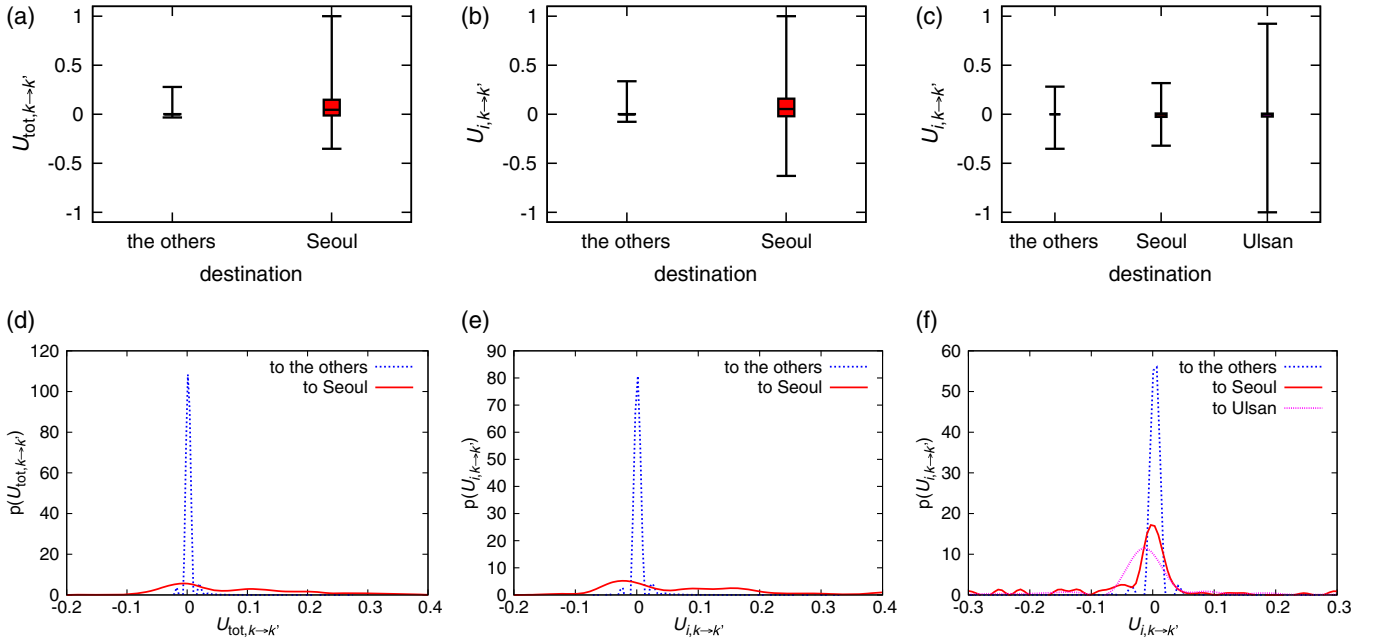 (a)
1
0.5
0
-0.5
-1
U_tot,k→k'
the others
Seoul
destination
(b)
1
0.5
0
-0.5
-1
U_i,k→k'
the others
Seoul
destination
(c)
1
0.5
0
-0.5
-1
U_i,k→k'
the others
Seoul
Ulsan
destination
(d)
120
100
80
60
40
20
0
p(U_tot,k→k')
to the others
to Seoul
-0.2
-0.1
0
0.1
0.2
0.3
0.4
U_tot,k→k'
(e)
90
80
70
60
50
40
30
20
10
0
p(U_i,k→k')
to the others
to Seoul
-0.2
-0.1
0
0.1
0.2
0.3
0.4
U_i,k→k'
(f)
60
50
40
30
20
10
0
p(U_i,k→k')
to the others
to Seoul
to Ulsan
-0.3
-0.2
-0.1
0
0.1
0.2
0.3
U_i,k→k'